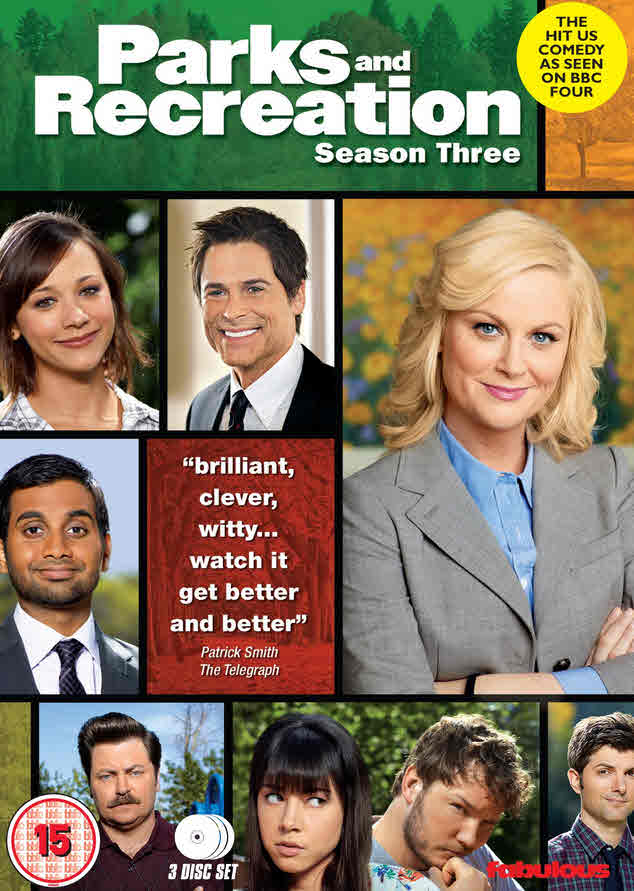 Parks and
Recreation
Season Three
THE
HIT US
COMEDY
AS SEEN
ON BBC
FOUR
“brilliant,
clever,
witty...
watch it
get better
and better”
Patrick Smith
The Telegraph
15
3 DISC SET
fabulous